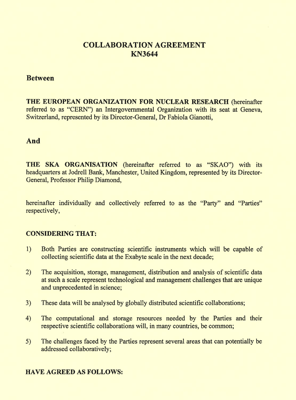 COLLABORATION AGREEMENT
KN3644
Between
THE EUROPEAN ORGANIZATION FOR NUCLEAR RESEARCH (hereinafter
referred to as “CERN”) an Intergovernmental Organization with its seat at Geneva,
Switzerland, represented by its Director-General, Dr Fabiola Gianotti,
And
THE SKA ORGANISATION (hereinafter referred to as “SKAO”) with its
headquarters at Jodrell Bank, Manchester, United Kingdom, represented by its Director-
General, Professor Philip Diamond,
hereinafter individually and collectively referred to as the “Party” and “Parties”
respectively,
CONSIDERING THAT:
1) Both Parties are constructing scientific instruments which will be capable of
collecting scientific data at the Exabyte scale in the next decade;
2) The acquisition, storage, management, distribution and analysis of scientific data
at such a scale represent technological and management challenges that are unique
and unprecedented in science;
3) These data will be analysed by globally distributed scientific collaborations;
4) The computational and storage resources needed by the Parties and their
respective scientific collaborations will, in many countries, be common;
5) The challenges faced by the Parties represent several areas that can potentially be
addressed collaboratively;
HAVE AGREED AS FOLLOWS: